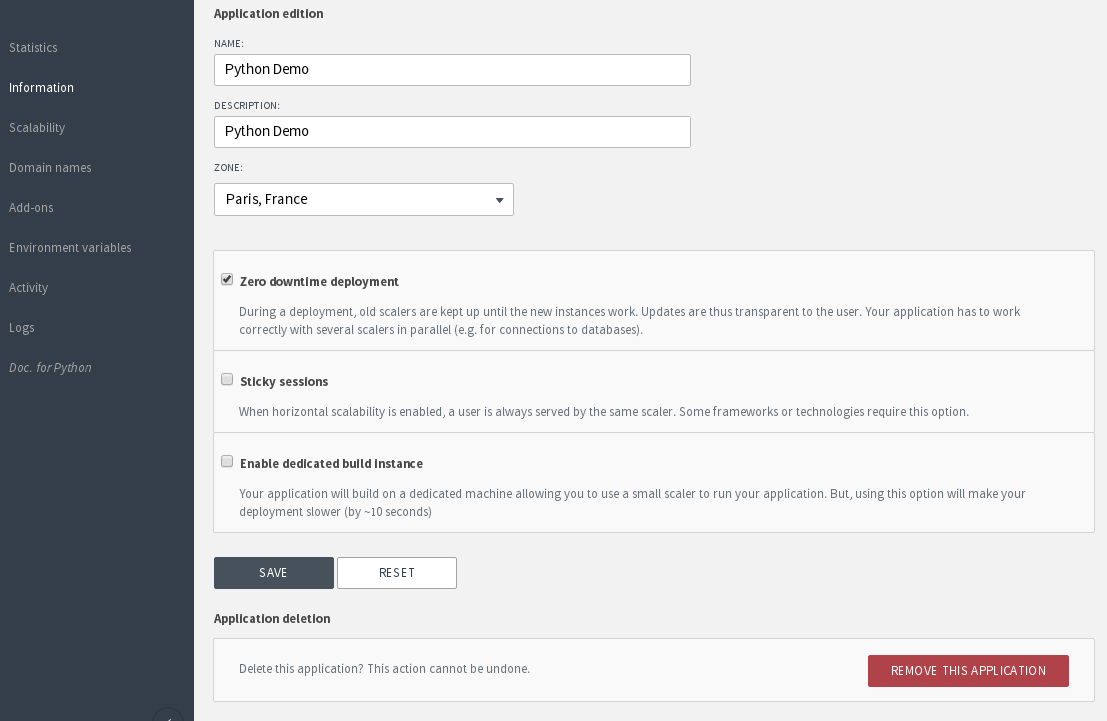 Statistics
Information
Scalability
Domain names
Add-ons
Environment variables
Activity
Logs
Doc. for Python
Application edition
NAME:
Python Demo
DESCRIPTION:
Python Demo
ZONE:
Paris, France
Zero downtime deployment
During a deployment, old scalers are kept up until the new instances work. Updates are thus transparent to the user. Your application has to work
correctly with several scalers in parallel (e.g. for connections to databases).
Sticky sessions
When horizontal scalability is enabled, a user is always served by the same scaler. Some frameworks or technologies require this option.
Enable dedicated build instance
Your application will build on a dedicated machine allowing you to use a small scaler to run your application. But, using this option will make your
deployment slower (by ~10 seconds)
SAVE RESET
Application deletion
Delete this application? This action cannot be undone. REMOVE THIS APPLICATION